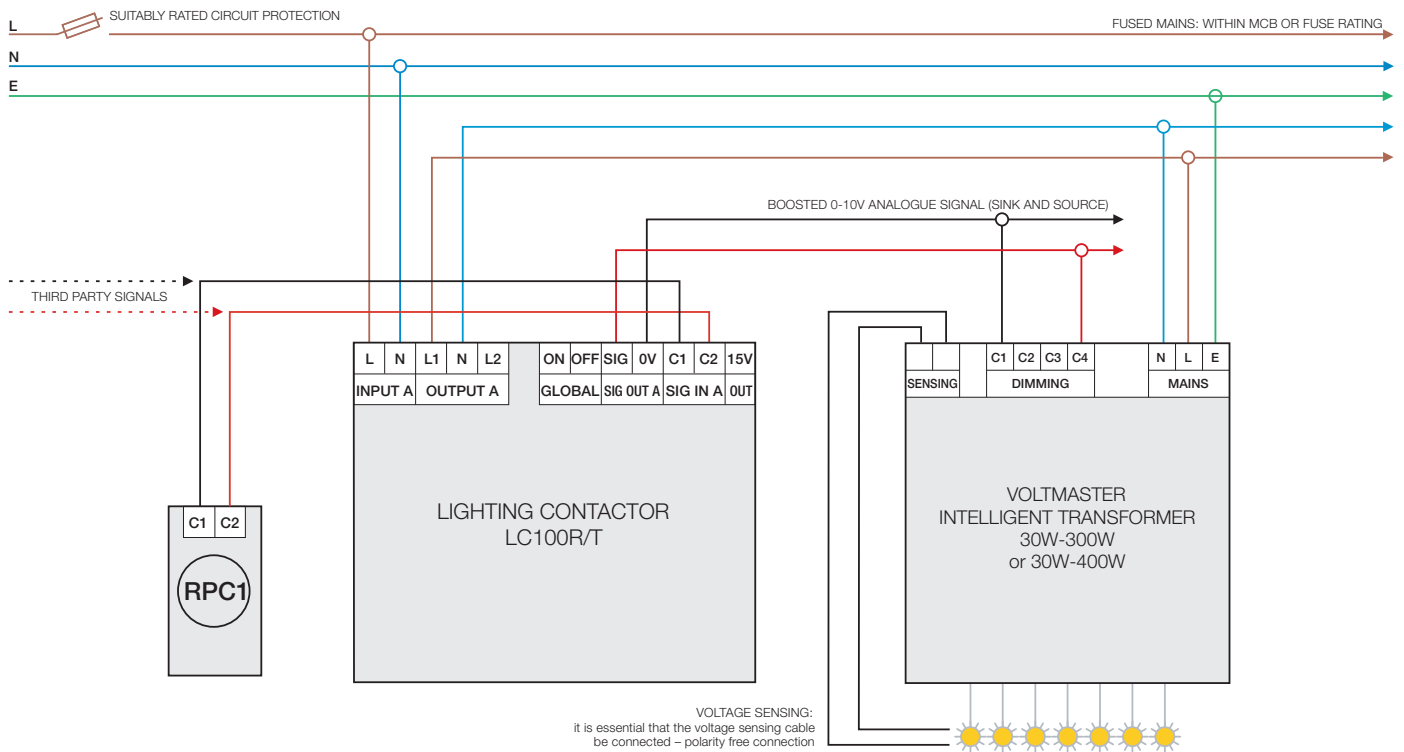 L
SUITABLY RATED CIRCUIT PROTECTION
FUSED MAINS: WITHIN MCB OR FUSE RATING
N
E
BOOSTED 0-10V ANALOGUE SIGNAL (SINK AND SOURCE)
THIRD PARTY SIGNALS
L N L1 N L2 ON OFF SIG 0V C1 C2 15V
INPUT A OUTPUT A GLOBAL SIG OUT A SIG IN A OUT
C1 C2 C3 C4 N L E
SENSING DIMMING MAINS
LIGHTING CONTACTOR
LC100R/T
VOLTMASTER
INTELLIGENT TRANSFORMER
30W-300W
or 30W-400W
C1 C2
RPC1
VOLTAGE SENSING:
it is essential that the voltage sensing cable
be connected – polarity free connection